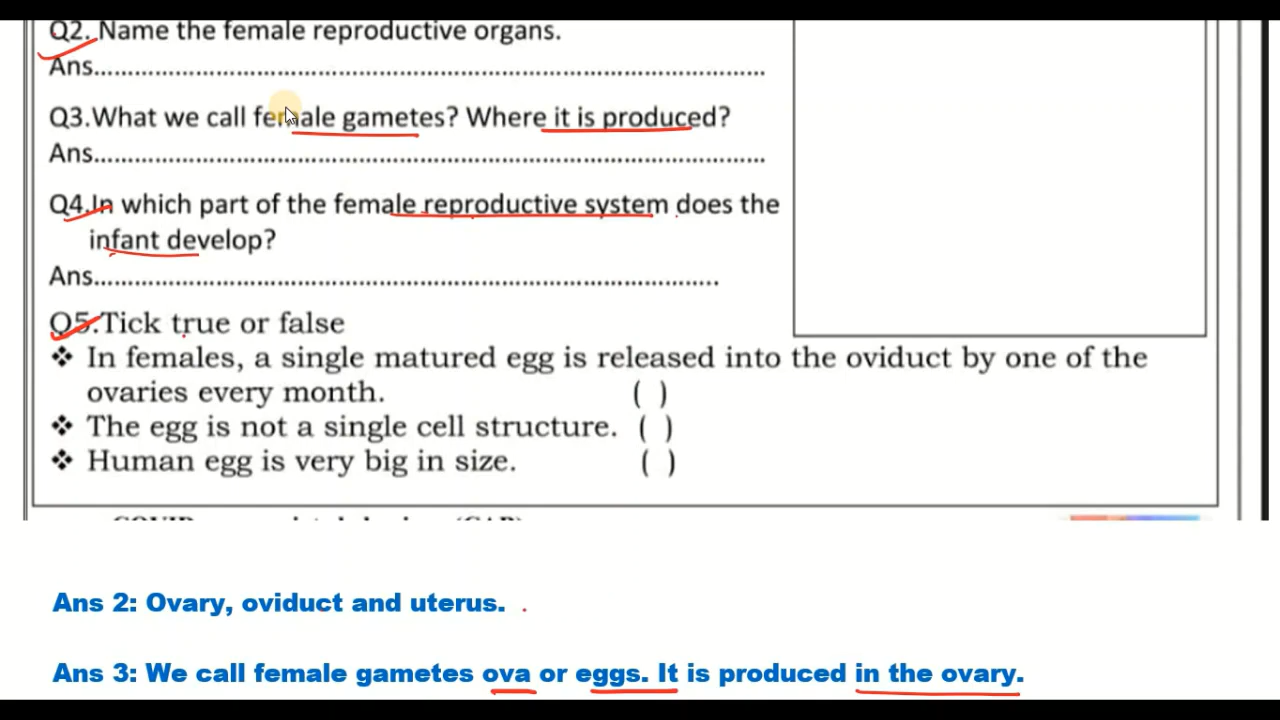 Q2. Name the female reproductive organs.
Ans....................................................................................................
Q3.What we call female gametes? Where it is produced?
Ans....................................................................................................
Q4.In which part of the female reproductive system does the
infant develop?
Ans............................................................................................
Q5.Tick true or false
❖ In females, a single matured egg is released into the oviduct by one of the
ovaries every month. ( )
❖ The egg is not a single cell structure. ( )
❖ Human egg is very big in size. ( )
Ans 2: Ovary, oviduct and uterus.
Ans 3: We call female gametes ova or eggs. It is produced in the ovary.